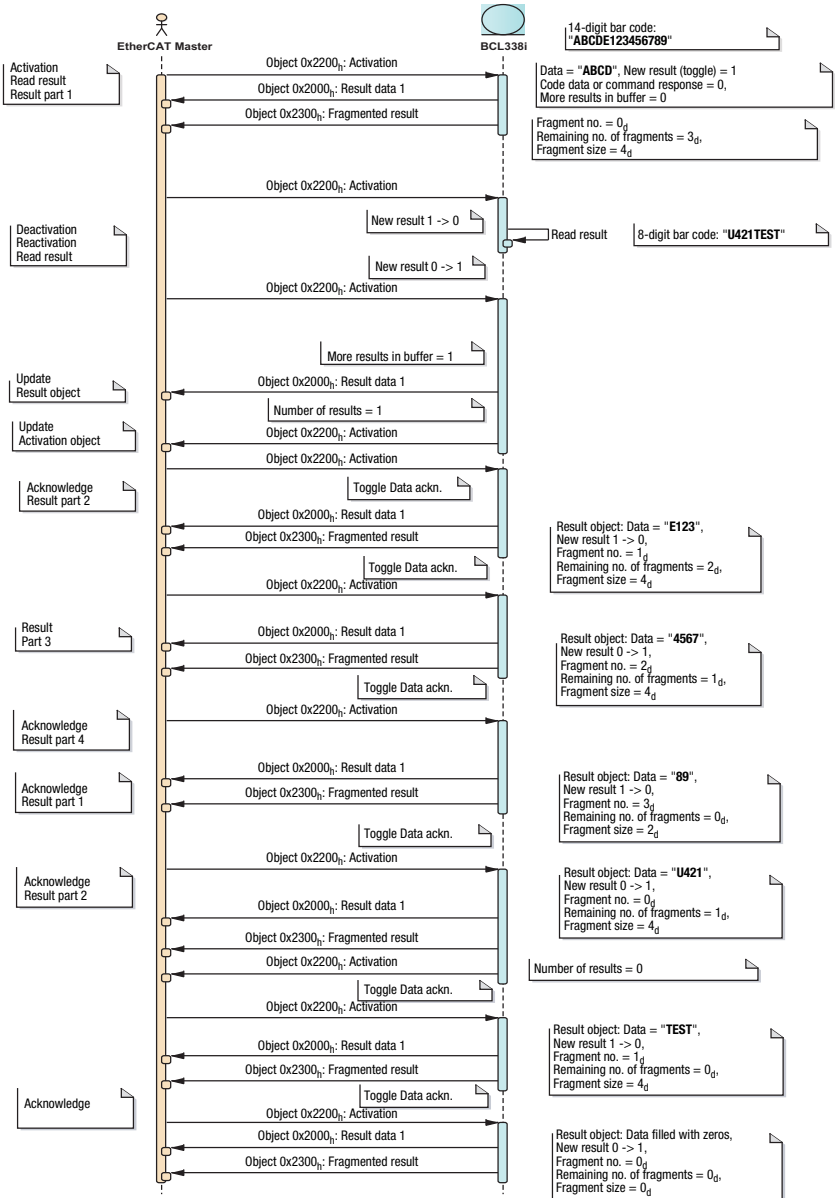 EtherCAT Master
BCL338i
14-digit bar code:
"ABCDE123456789"
Activation
Read result
Result part 1
Object 0x2200h: Activation
Object 0x2000h: Result data 1
Object 0x2300h: Fragmented result
Data = "ABCD", New result (toggle) = 1
Code data or command response = 0,
More results in buffer = 0
Fragment no. = 0d
Remaining no. of fragments = 3d,
Fragment size = 4d
Object 0x2200h: Activation
New result 1 -> 0
Deactivation
Reactivation
Read result
Read result
8-digit bar code: "U421TEST"
New result 0 -> 1
Object 0x2200h: Activation
More results in buffer = 1
Update
Result object
Object 0x2000h: Result data 1
Number of results = 1
Update
Activation object
Object 0x2200h: Activation
Object 0x2200h: Activation
Acknowledge
Result part 2
Toggle Data ackn.
Object 0x2000h: Result data 1
Object 0x2300h: Fragmented result
Result object: Data = "E123",
New result 1 -> 0,
Fragment no. = 1d
Remaining no. of fragments = 2d,
Fragment size = 4d
Toggle Data ackn.
Object 0x2200h: Activation
Result
Part 3
Object 0x2000h: Result data 1
Object 0x2300h: Fragmented result
Result object: Data = "4567",
New result 0 -> 1,
Fragment no. = 2d
Remaining no. of fragments = 1d,
Fragment size = 4d
Toggle Data ackn.
Object 0x2200h: Activation
Acknowledge
Result part 4
Object 0x2000h: Result data 1
Object 0x2300h: Fragmented result
Acknowledge
Result part 1
Result object: Data = "89",
New result 1 -> 0,
Fragment no. = 3d
Remaining no. of fragments = 0d,
Fragment size = 2d
Toggle Data ackn.
Object 0x2200h: Activation
Acknowledge
Result part 2
Object 0x2000h: Result data 1
Object 0x2300h: Fragmented result
Object 0x2200h: Activation
Result object: Data = "U421",
New result 0 -> 1,
Fragment no. = 0d
Remaining no. of fragments = 1d,
Fragment size = 4d
Number of results = 0
Toggle Data ackn.
Object 0x2200h: Activation
Object 0x2000h: Result data 1
Object 0x2300h: Fragmented result
Result object: Data = "TEST",
New result 1 -> 0,
Fragment no. = 1d
Remaining no. of fragments = 0d,
Fragment size = 4d
Acknowledge
Toggle Data ackn.
Object 0x2200h: Activation
Object 0x2000h: Result data 1
Object 0x2300h: Fragmented result
Result object: Data filled with zeros,
New result 0 -> 1,
Fragment no. = 0d
Remaining no. of fragments = 0d,
Fragment size = 0d